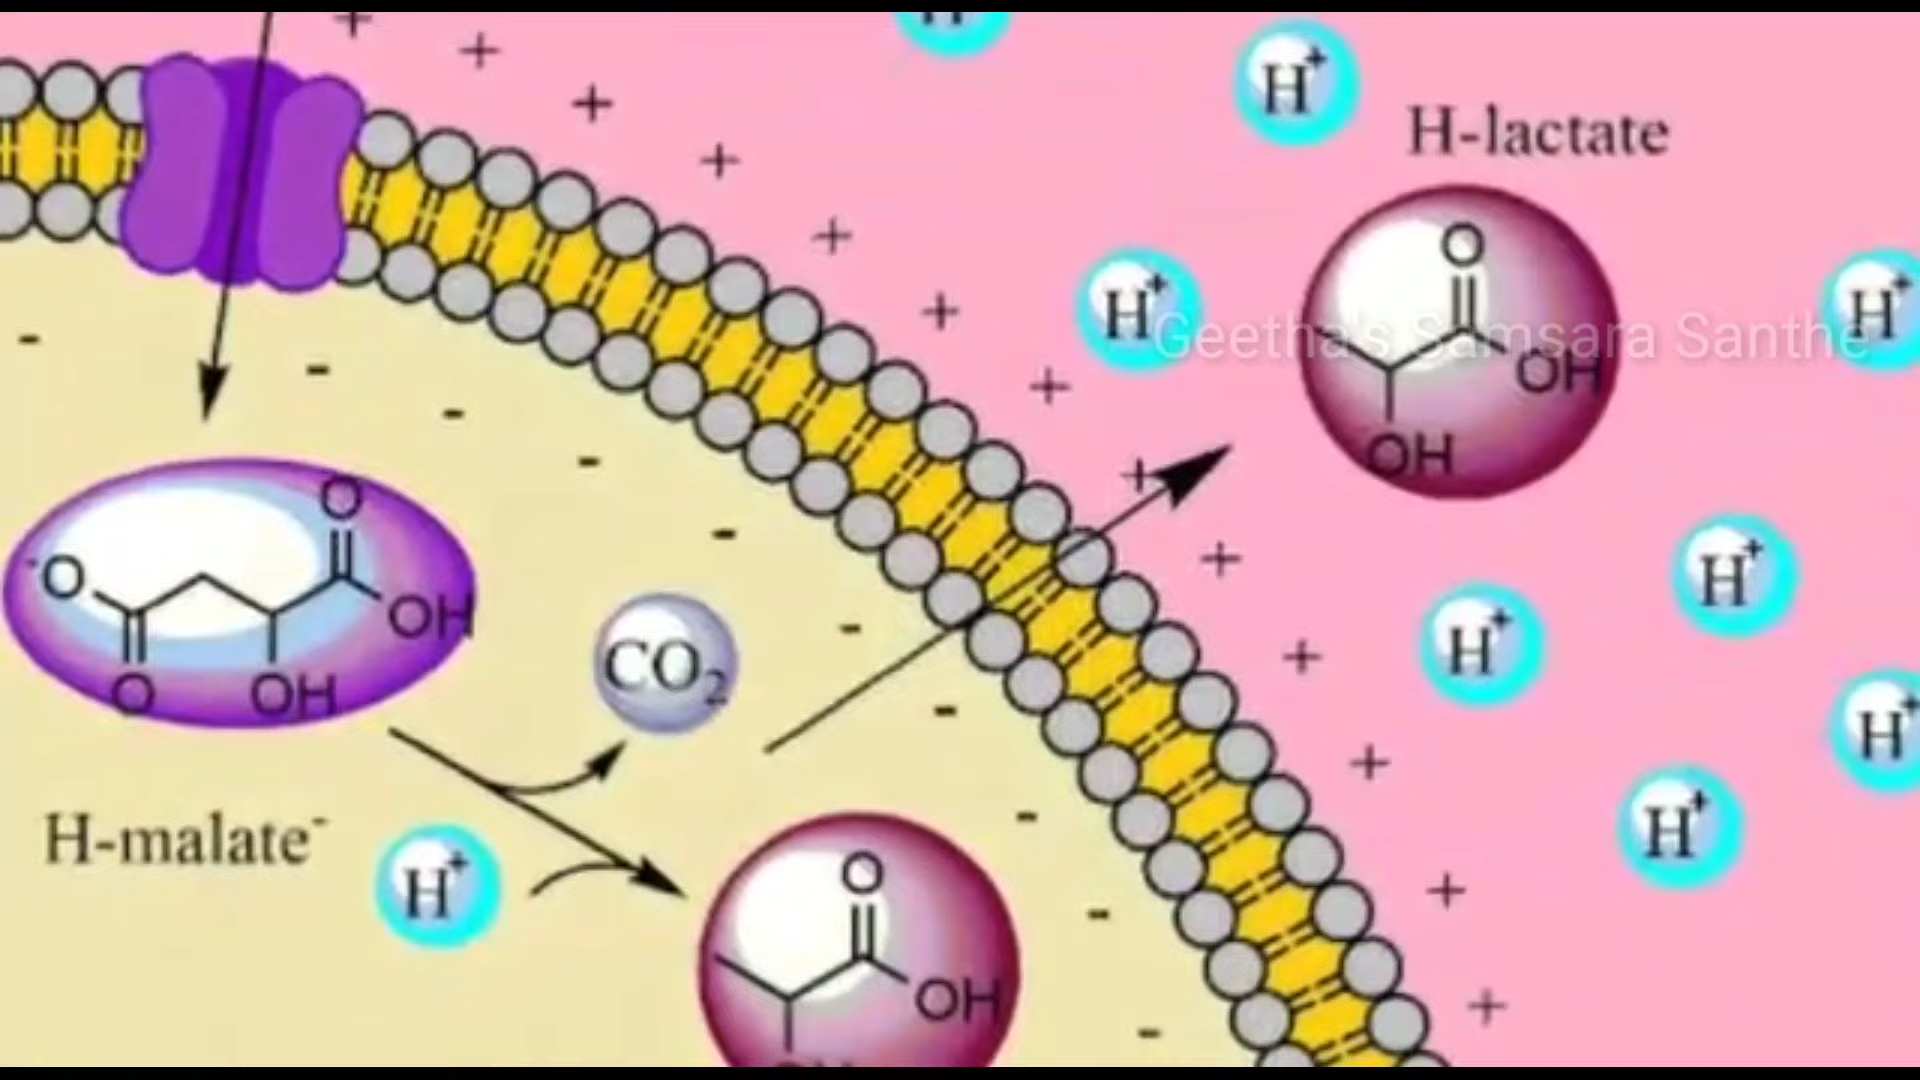 H
H+
H-lactate
H+
H+
O
OH
OH
Geetha's Samsara Santhe
H+
H+
H+
H+
-O
O
O
OH
OH
CO2
H-malate-
H+
O
OH